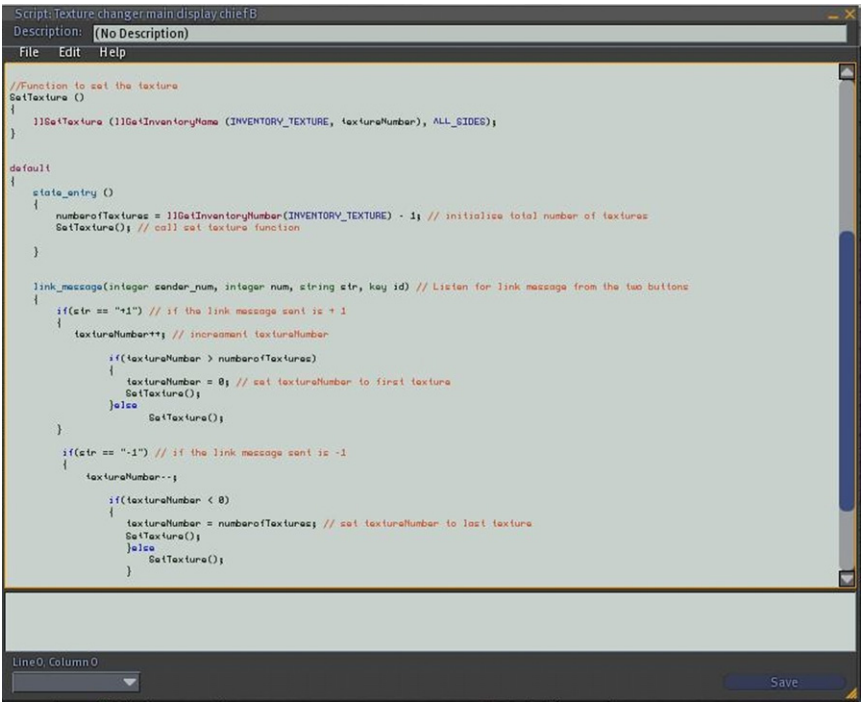 Script: Texture changer main display chief B
Description: (No Description)
File Edit Help
//Function to set the texture
SetTexture ()
{
llSetTexture (llGetInventoryName (INVENTORY_TEXTURE, textureNumber), ALL_SIDES);
}
default
{
state_entry ()
{
numberofTextures = llGetInventoryNumber(INVENTORY_TEXTURE) - 1; // initialise total number of textures
SetTexture(); // call set texture function
}
link_message(integer sender_num, integer num, string str, key id) // Listen for link message from the two buttons
{
if(str == "+1") // if the link message sent is + 1
{
textureNumber++; // increament textureNumber
if(textureNumber > numberofTextures)
{
textureNumber = 0; // set textureNumber to first texture
SetTexture();
}else
SetTexture();
}
if(str == "-1") // if the link message sent is -1
{
textureNumber--;
if(textureNumber < 0)
{
textureNumber = numberofTextures; // set textureNumber to last texture
SetTexture();
}else
SetTexture();
}
Line 0, Column 0
Save